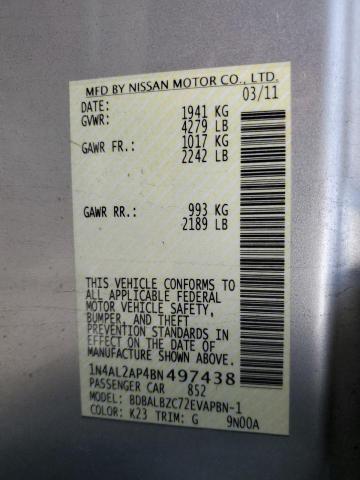 MFD BY NISSAN MOTOR CO., LTD.
DATE: 03/11
GVWR: 1941 KG
4279 LB
GAWR FR.: 1017 KG
2242 LB
GAWR RR.: 993 KG
2189 LB
THIS VEHICLE CONFORMS TO
ALL APPLICABLE FEDERAL
MOTOR VEHICLE SAFETY,
BUMPER, AND THEFT
PREVENTION STANDARDS IN
EFFECT ON THE DATE OF
MANUFACTURE SHOWN ABOVE.
1N4AL2AP4BN497438
PASSENGER CAR 852
MODEL: BDBALBZC72EVAPBN-1
COLOR: K23 TRIM: G 9N00A